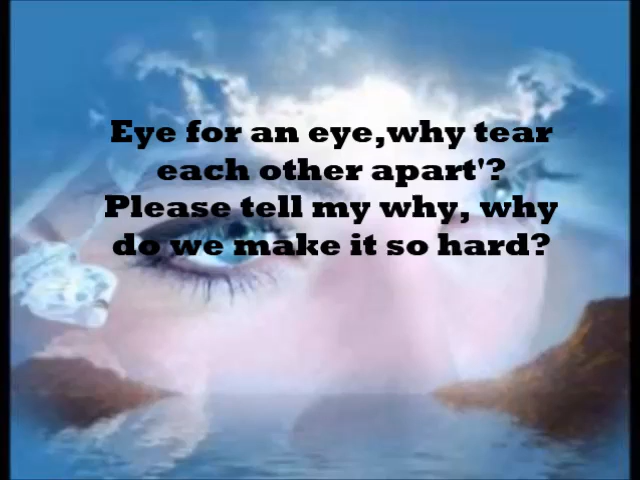 Eye for an eye,why tear
each other apart'?
Please tell my why, why
do we make it so hard?